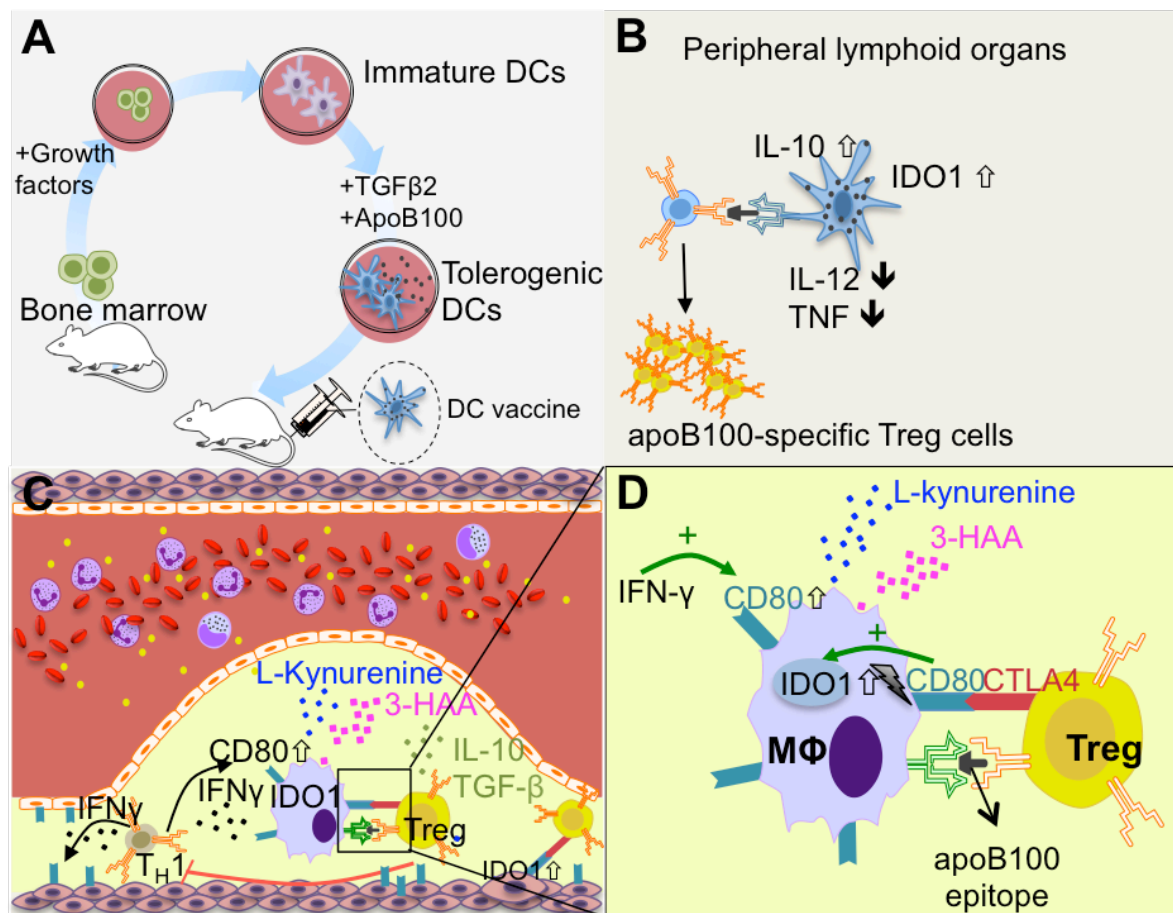 A
Immature DCs
+Growth
factors
+TGFβ2
+ApoB100
Tolerogenic
DCs
Bone marrow
DC vaccine
B
Peripheral lymphoid organs
IL-10 ⇧
IDO1 ⇧
IL-12 🡻
TNF 🡻
apoB100-specific Treg cells
C
L-Kynurenine
3-HAA
CD80⇧
IL-10
TGF-β
IFNγ
IFNγ
IDO1
Treg
TH1
IDO1⇧
D
L-kynurenine
+
3-HAA
IFN-γ
CD80⇧
+
IDO1⇧
CD80CTLA4
MΦ
Treg
apoB100
epitope